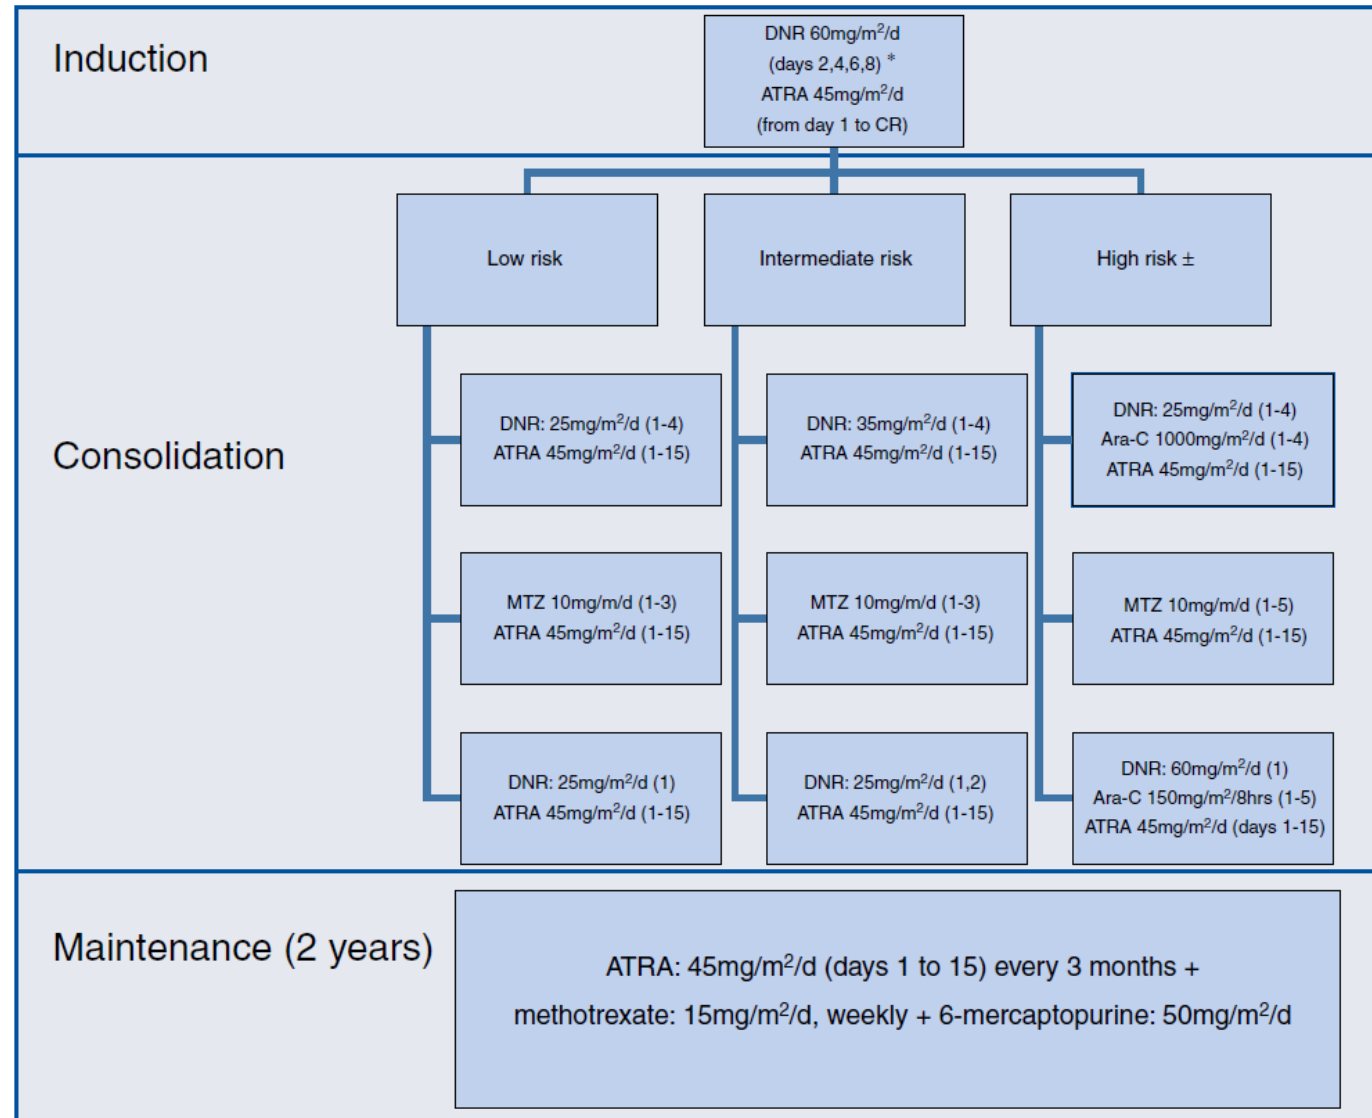 Induction
DNR 60mg/m²/d
(days 2,4,6,8) *
ATRA 45mg/m²/d
(from day 1 to CR)
Consolidation
Low risk
DNR: 25mg/m²/d (1-4)
ATRA 45mg/m²/d (1-15)
MTZ 10mg/m/d (1-3)
ATRA 45mg/m²/d (1-15)
DNR: 25mg/m²/d (1)
ATRA 45mg/m²/d (1-15)
Intermediate risk
DNR: 35mg/m²/d (1-4)
ATRA 45mg/m²/d (1-15)
MTZ 10mg/m/d (1-3)
ATRA 45mg/m²/d (1-15)
DNR: 25mg/m²/d (1,2)
ATRA 45mg/m²/d (1-15)
High risk ±
DNR: 25mg/m²/d (1-4)
Ara-C 1000mg/m²/d (1-4)
ATRA 45mg/m²/d (1-15)
MTZ 10mg/m/d (1-5)
ATRA 45mg/m²/d (1-15)
DNR: 60mg/m²/d (1)
Ara-C 150mg/m²/8hrs (1-5)
ATRA 45mg/m²/d (days 1-15)
Maintenance (2 years)
ATRA: 45mg/m²/d (days 1 to 15) every 3 months +
methotrexate: 15mg/m²/d, weekly + 6-mercaptopurine: 50mg/m²/d